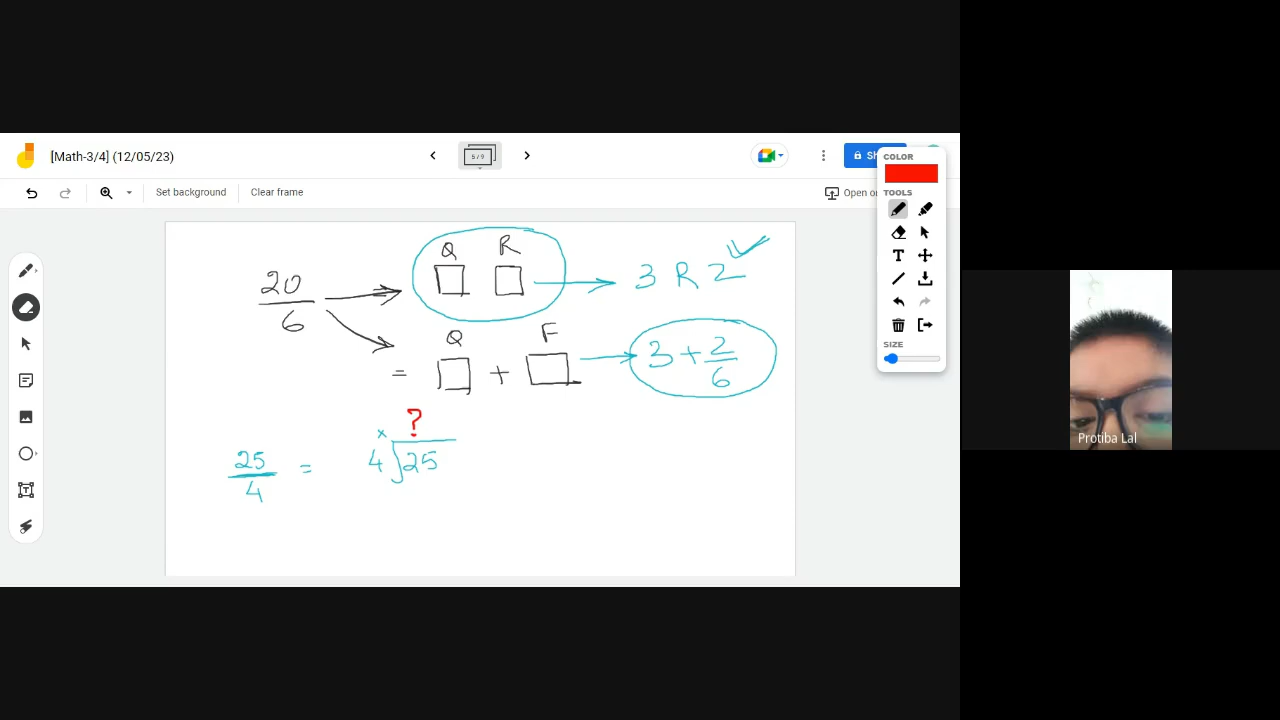 [Math-3/4] (12/05/23)
5 / 9
Sh
COLOR
Set background
Clear frame
Open o
TOOLS
T
SIZE
Q R
20/6
3 R 2
Q F
= + 3 + 2/6
x ?
25/4 = 4 25
Protiba Lal